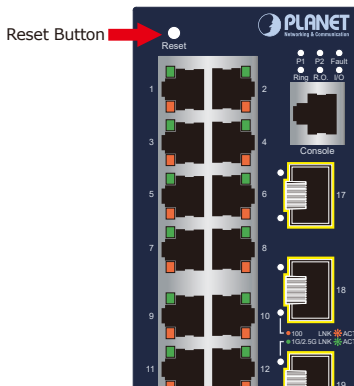 Reset Button
PLANET
Networking & Communication
Reset
P1 P2 Fault
Ring R.O. I/O
1 2
Console
3 4
5 6
17
7 8
18
9 10
100 LNK ACT
1G/2.5G LNK ACT
11 12
19